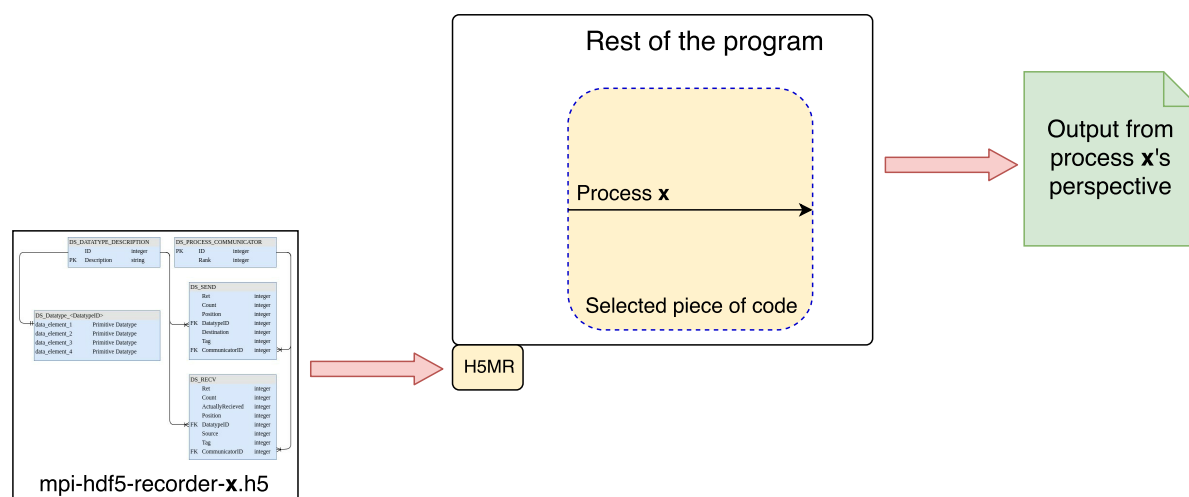 Rest of the program
Process x
Selected piece of code
H5MR
Output from
process x's
perspective
DS_DATATYPE_DESCRIPTION
ID integer
PK Description string
DS_PROCESS_COMMUNICATOR
PK ID integer
Rank integer
DS_SEND
Ret integer
Count integer
Position integer
FK DatatypeID integer
Destination integer
Tag integer
FK CommunicatorID integer
DS_Datatype_<DatatypeID>
data_element_1 Primitive Datatype
data_element_2 Primitive Datatype
data_element_3 Primitive Datatype
data_element_4 Primitive Datatype
DS_RECV
Ret integer
Count integer
ActuallyRecieved integer
Position integer
FK DatatypeID integer
Source integer
Tag integer
FK CommunicatorID integer
mpi-hdf5-recorder-x.h5